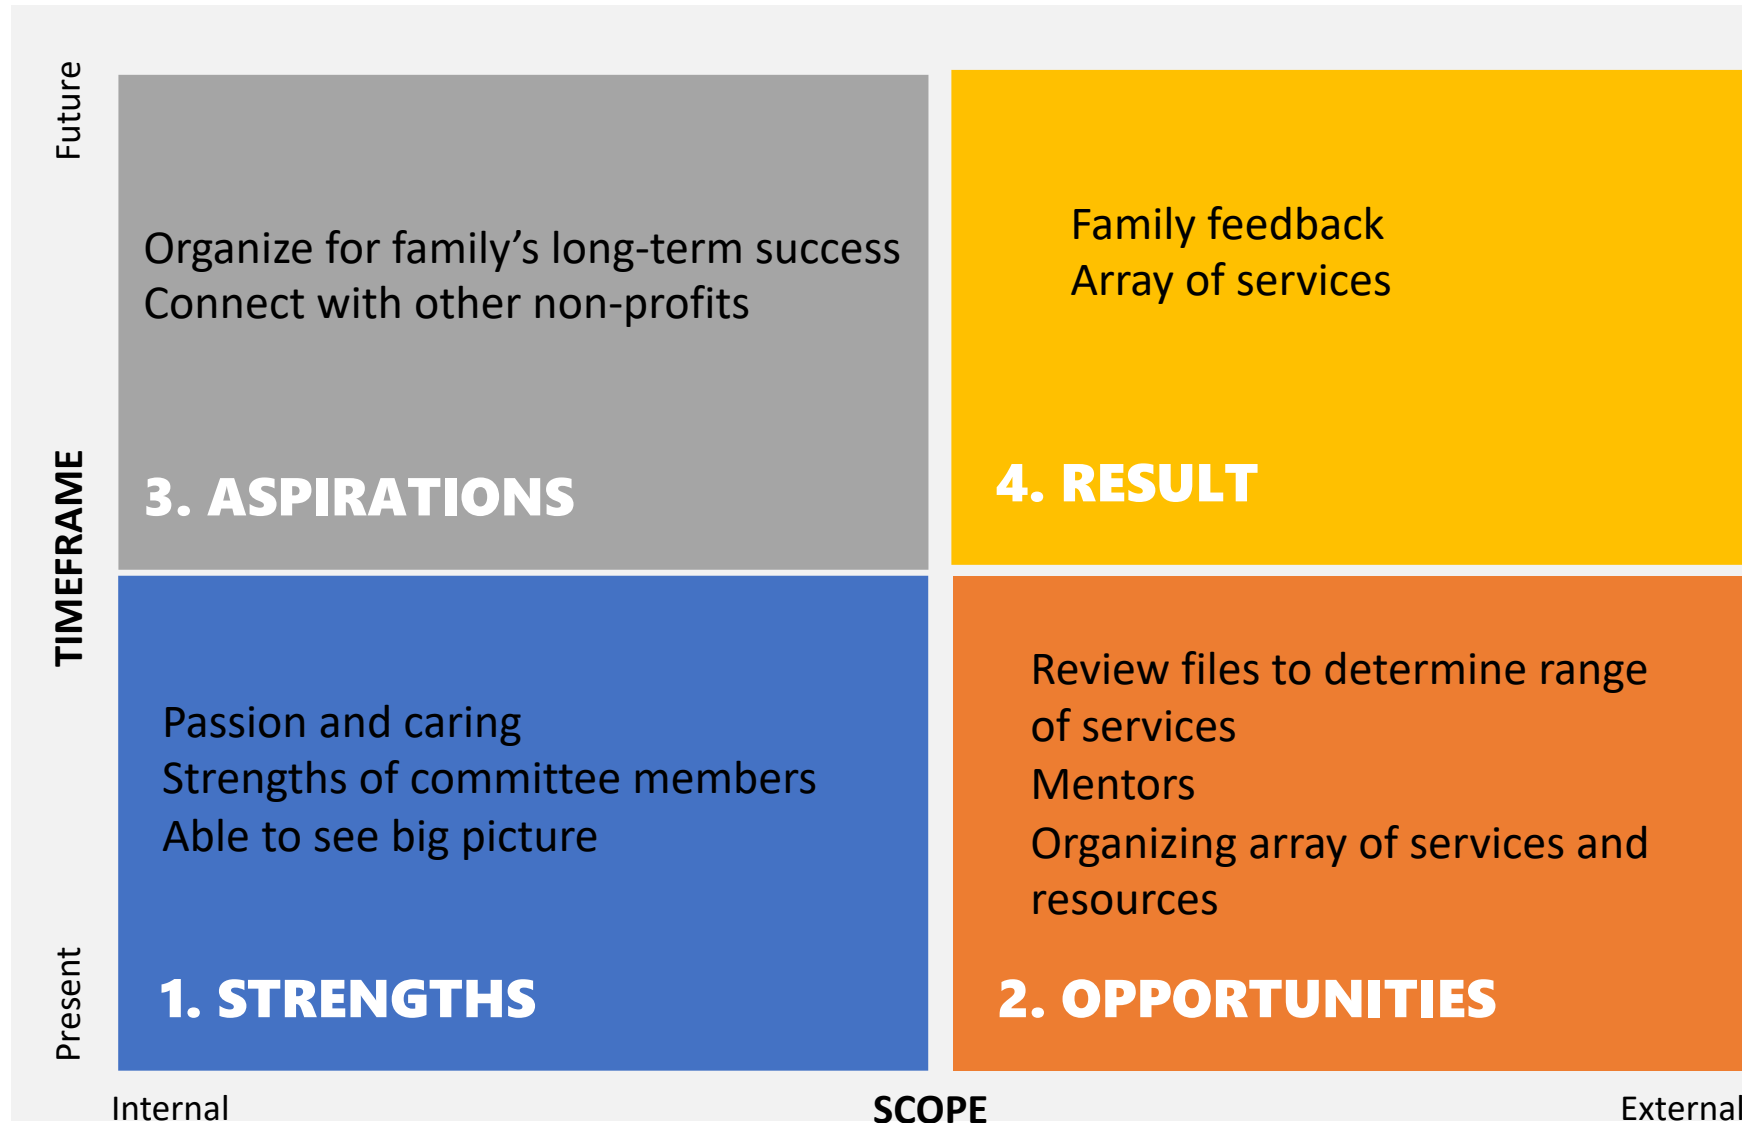 Future
Organize for family’s long-term success
Connect with other non-profits
3. ASPIRATIONS
Family feedback
Array of services
4. RESULT
TIMEFRAME
Passion and caring
Strengths of committee members
Able to see big picture
1. STRENGTHS
Review files to determine range
of services
Mentors
Organizing array of services and
resources
2. OPPORTUNITIES
Present
Internal
SCOPE
External